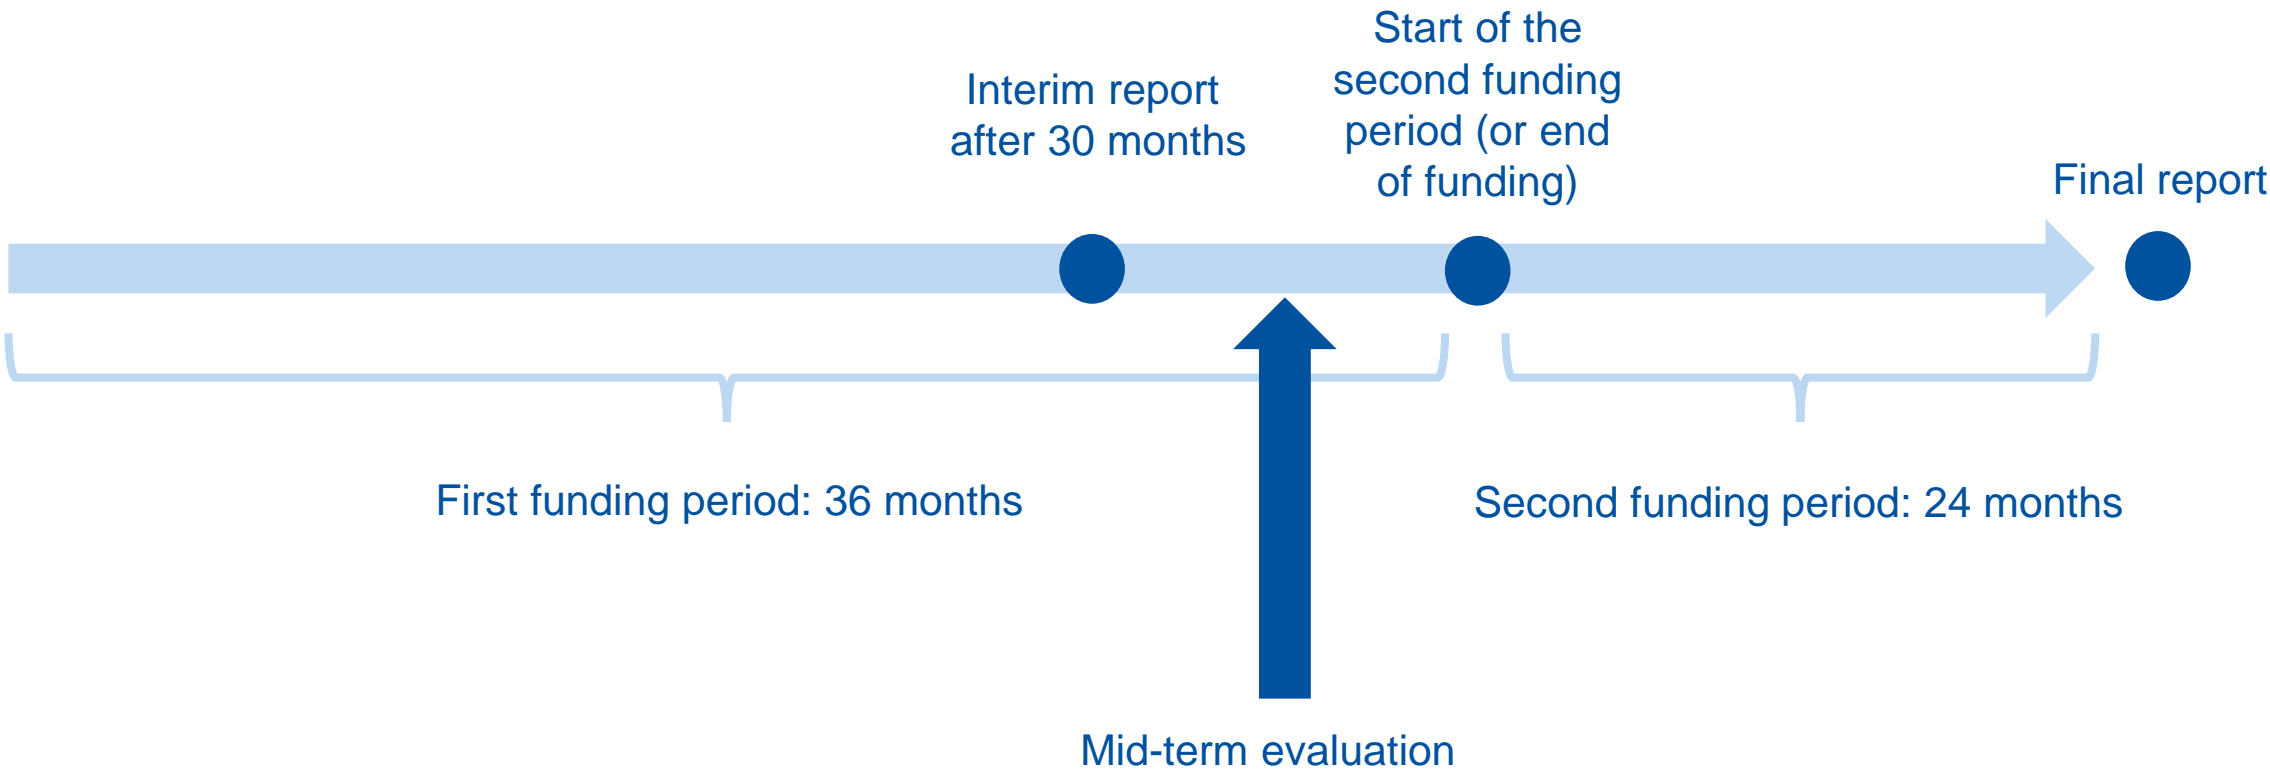 Start of the
second funding
period (or end
of funding)
Interim report
after 30 months
Final report
First funding period: 36 months
Second funding period: 24 months
Mid-term evaluation